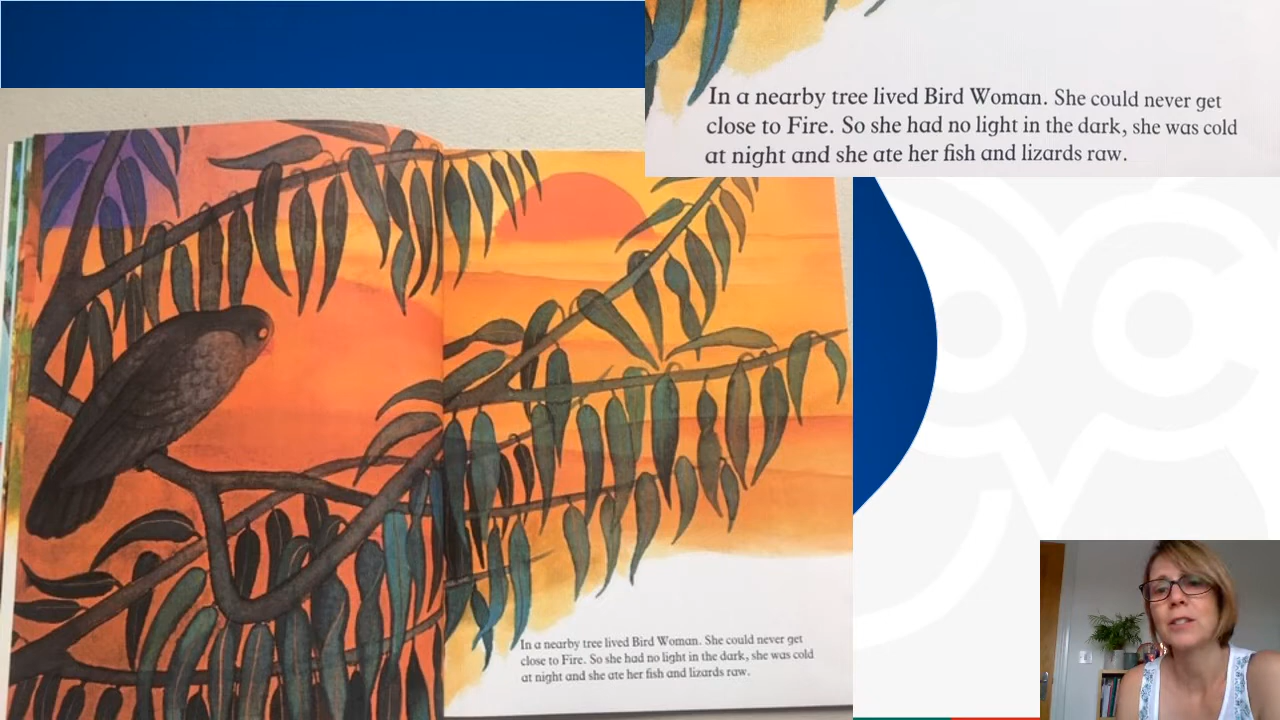 In a nearby tree lived Bird Woman. She could never get
close to Fire. So she had no light in the dark, she was cold
at night and she ate her fish and lizards raw.
In a nearby tree lived Bird Woman. She could never get
close to Fire. So she had no light in the dark, she was cold
at night and she ate her fish and lizards raw.